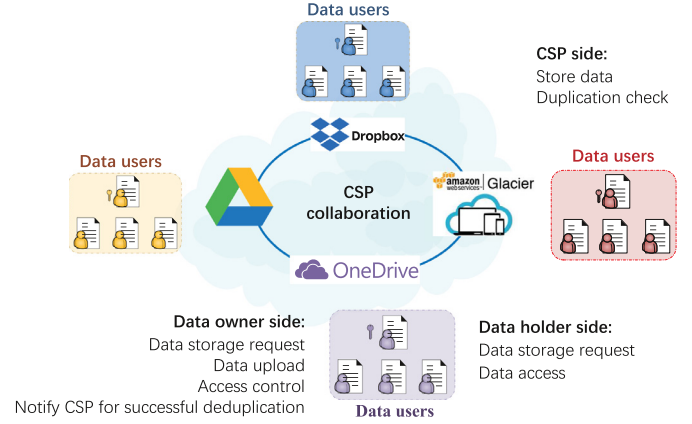 Data users
CSP side:
Store data
Duplication check
Dropbox
Data users
Data users
amazon
webservices
Glacier
CSP
collaboration
OneDrive
Data owner side:
Data storage request
Data upload
Access control
Notify CSP for successful deduplication
Data holder side:
Data storage request
Data access
Data users